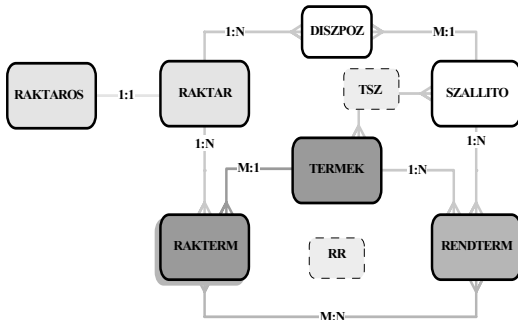 DISZPOZ
1:N
M:1
RAKTAROS
1:1
RAKTAR
TSZ
SZALLITO
1:N
1:N
M:1
TERMEK
1:N
RAKTERM
RR
RENDTERM
M:N